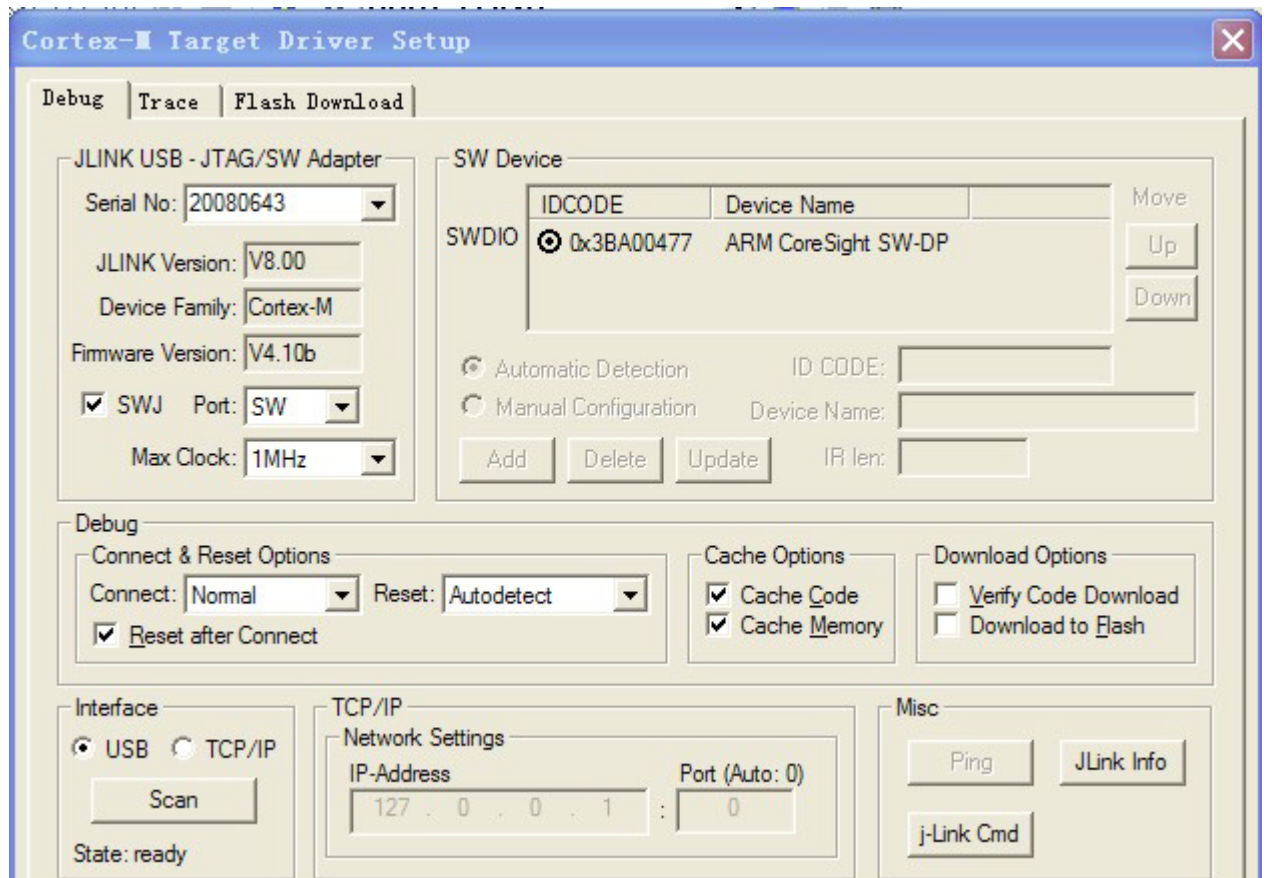 Cortex-M Target Driver Setup
Debug Trace Flash Download
JLINK USB - JTAG/SW Adapter
Serial No: 20080643
JLINK Version: V8.00
Device Family: Cortex-M
Firmware Version: V4.10b
SWJ Port: SW
Max Clock: 1MHz
SW Device
IDCODE Device Name
SWDIO 0x3BA00477 ARM CoreSight SW-DP
Move
Up
Down
Automatic Detection ID CODE:
Manual Configuration Device Name:
Add Delete Update IR len:
Debug
Connect & Reset Options
Connect: Normal Reset: Autodetect
Reset after Connect
Cache Options
Cache Code
Cache Memory
Download Options
Verify Code Download
Download to Flash
Interface
USB TCP/IP
Scan
State: ready
TCP/IP
Network Settings
IP-Address Port (Auto: 0)
127 . 0 . 0 . 1 : 0
Misc
Ping JLink Info
j-Link Cmd